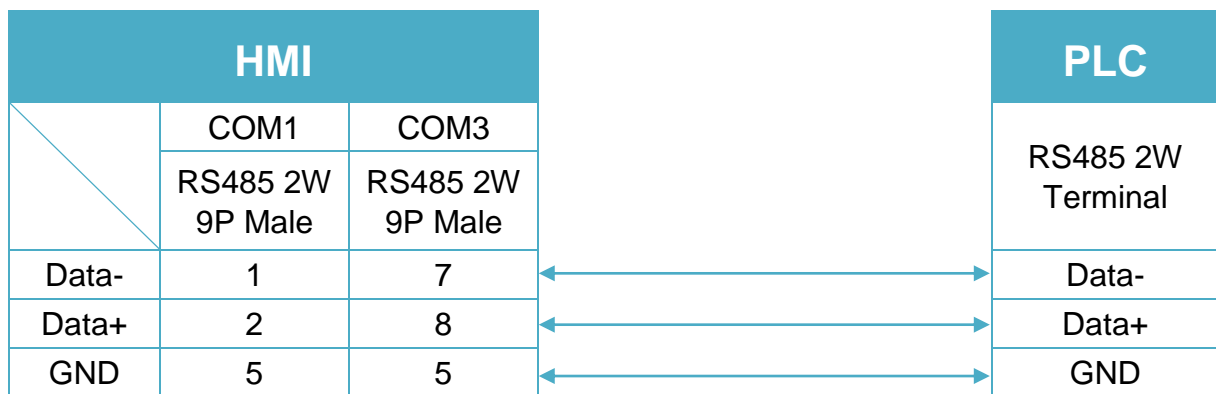 HMI PLC
COM1 COM3
RS485 2W RS485 2W RS485 2W
9P Male 9P Male Terminal
Data- 1 7 Data-
Data+ 2 8 Data+
GND 5 5 GND